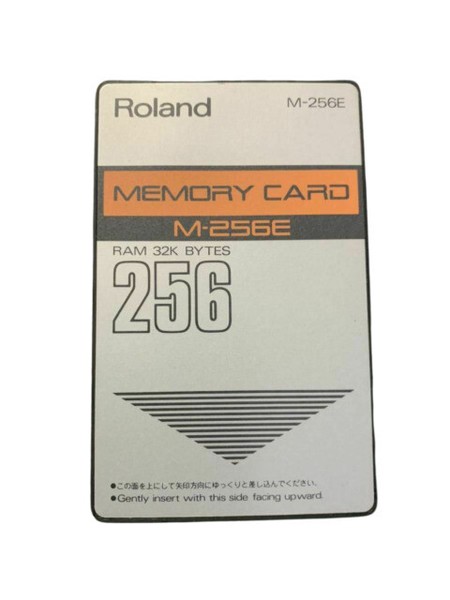 Roland M-256E
MEMORY CARD
M-256E
RAM 32K BYTES
256
●この面を上にして矢印方向にゆっくりと差し込んでください。
●Gently insert with this side facing upward.